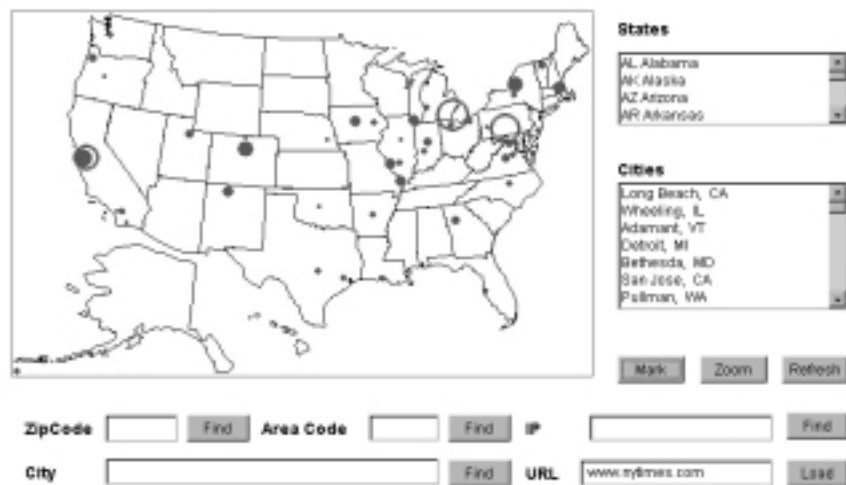 States
AL Alabama
AK Alaska
AZ Arizona
AR Arkansas
Cities
Long Beach, CA
Wheeling, IL
Adamant, VT
Detroit, MI
Bethesda, MD
San Jose, CA
Pullman, WA
Mark Zoom Refresh
ZipCode Find Area Code Find IP Find
City Find URL www.nytimes.com Load